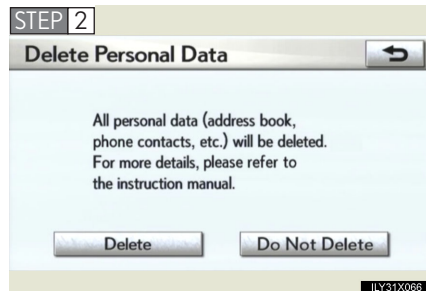 STEP 2
Delete Personal Data
All personal data (address book,
phone contacts, etc.) will be deleted.
For more details, please refer to
the instruction manual.
Delete
Do Not Delete
ILY31X066